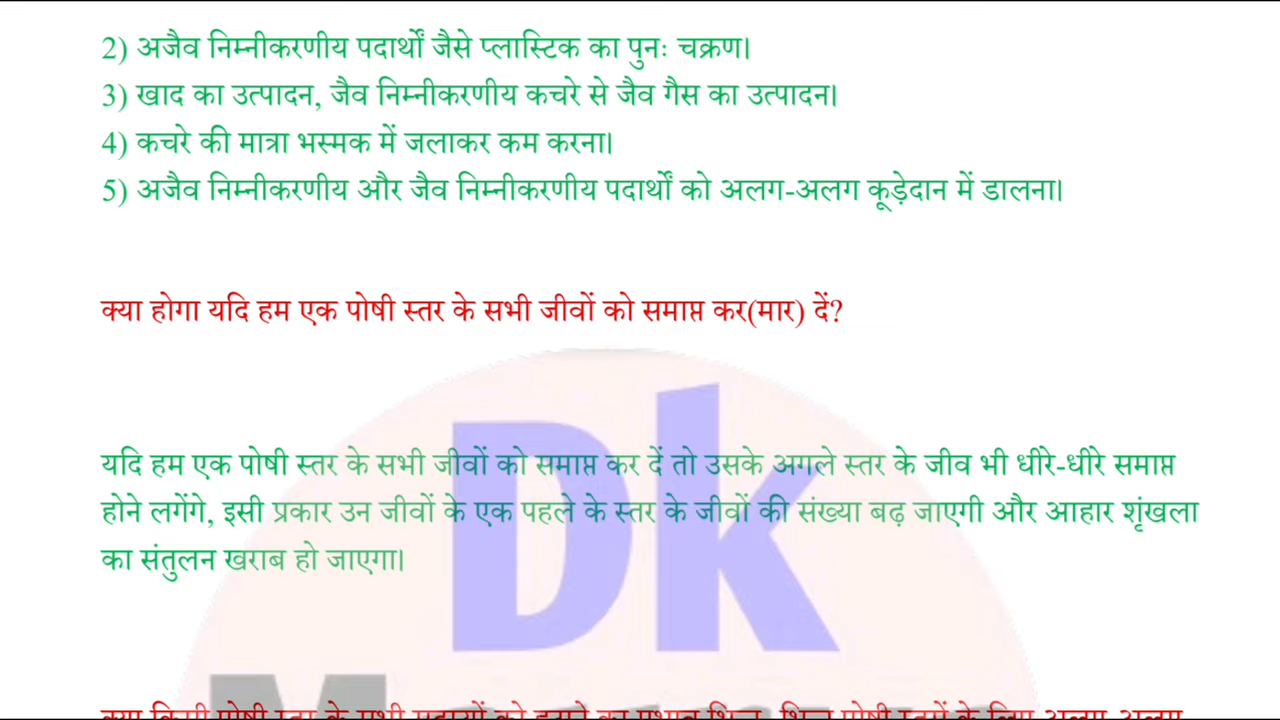 2) अजैव निम्नीकरणीय पदार्थों जैसे प्लास्टिक का पुनः चक्रण।
3) खाद का उत्पादन, जैव निम्नीकरणीय कचरे से जैव गैस का उत्पादन।
4) कचरे की मात्रा भस्मक में जलाकर कम करना।
5) अजैव निम्नीकरणीय और जैव निम्नीकरणीय पदार्थों को अलग-अलग कूड़ेदान में डालना।
क्या होगा यदि हम एक पोषी स्तर के सभी जीवों को समाप्त कर(मार) दें?
यदि हम एक पोषी स्तर के सभी जीवों को समाप्त कर दें तो उसके अगले स्तर के जीव भी धीरे-धीरे समाप्त
होने लगेंगे, इसी प्रकार उन जीवों के एक पहले के स्तर के जीवों की संख्या बढ़ जाएगी और आहार शृंखला
का संतुलन खराब हो जाएगा।
Dk